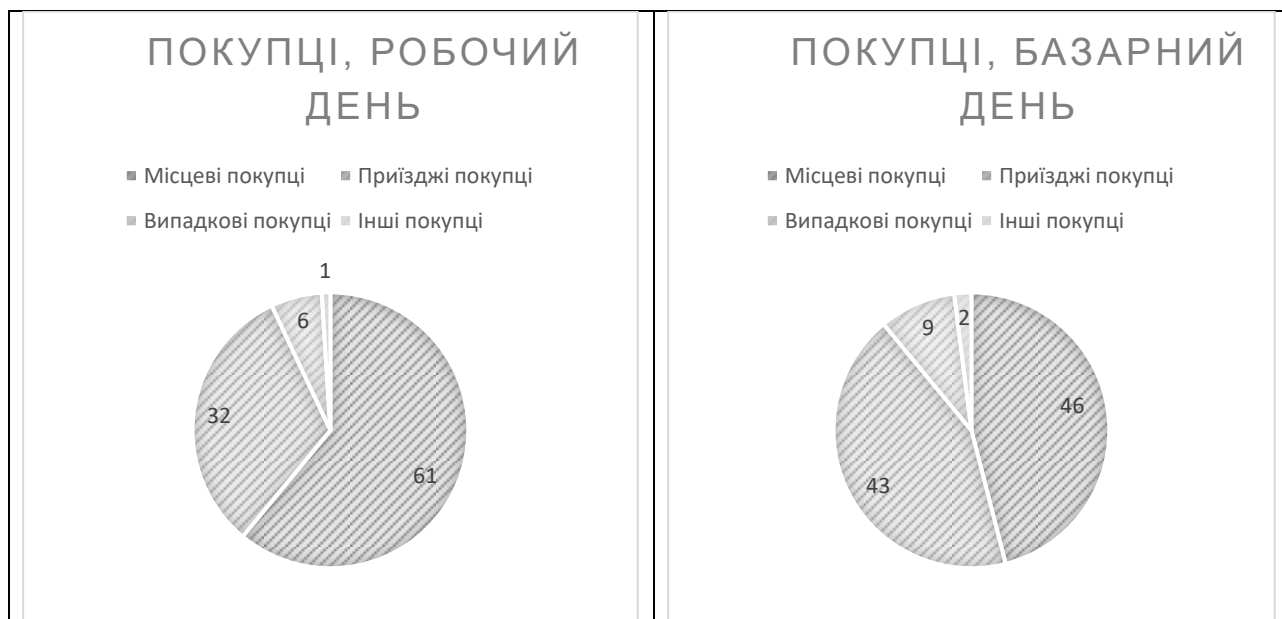 ПОКУПЦІ, РОБОЧИЙ
ДЕНЬ
Місцеві покупці Приїзджі покупці
Випадкові покупці Інші покупці
1
6
32
61
ПОКУПЦІ, БАЗАРНИЙ
ДЕНЬ
Місцеві покупці Приїзджі покупці
Випадкові покупці Інші покупці
2
9
46
43